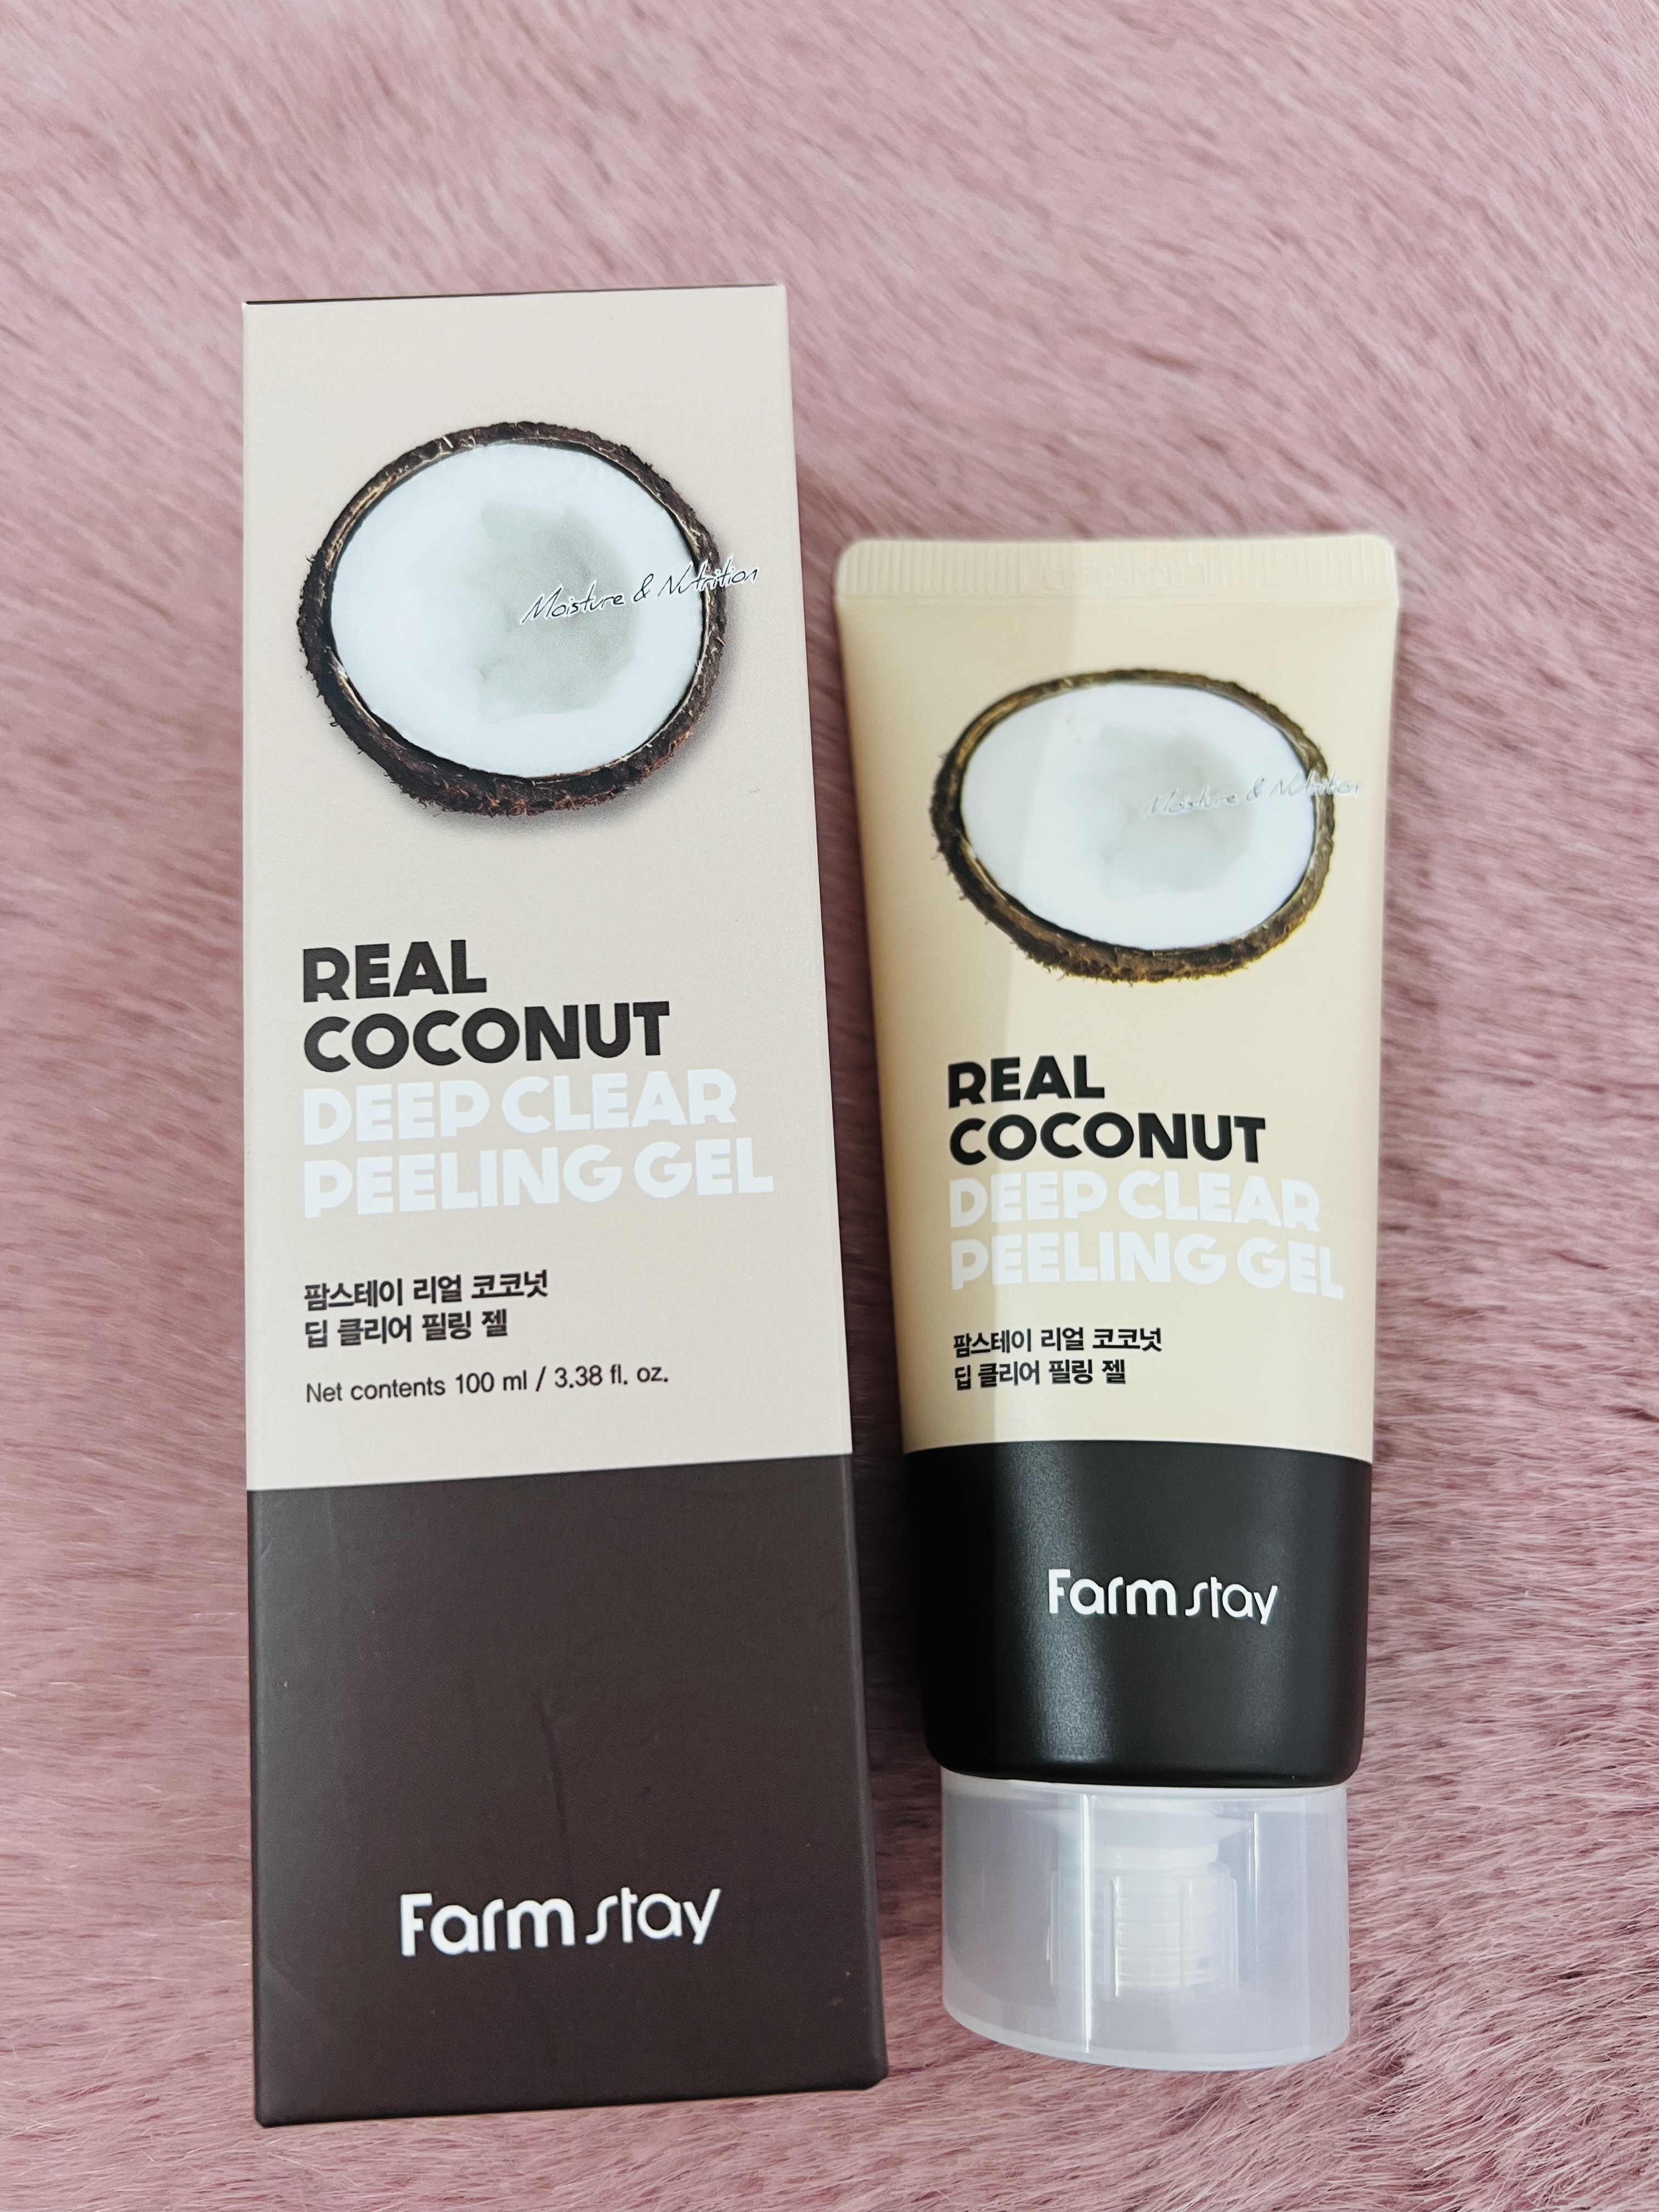 Moisture & Nutrition
REAL
COCONUT
DEEP CLEAR
PEELING GEL
팜스테이 리얼 코코넛
딥 클리어 필링 젤
Net contents 100 ml / 3.38 fl. oz.
Farm stay
Moisture & Nutrition
REAL
COCONUT
DEEP CLEAR
PEELING GEL
팜스테이 리얼 코코넛
딥 클리어 필링 젤
Farm stay